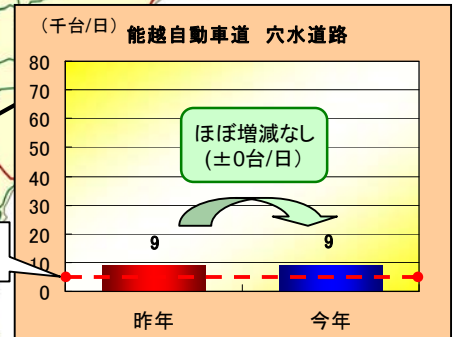 （千台/日）
能越自動車道 穴水道路
80
70
60
50
40
30
20
10
0
ほぼ増減なし
(±0台/日）
9
9
昨年
今年